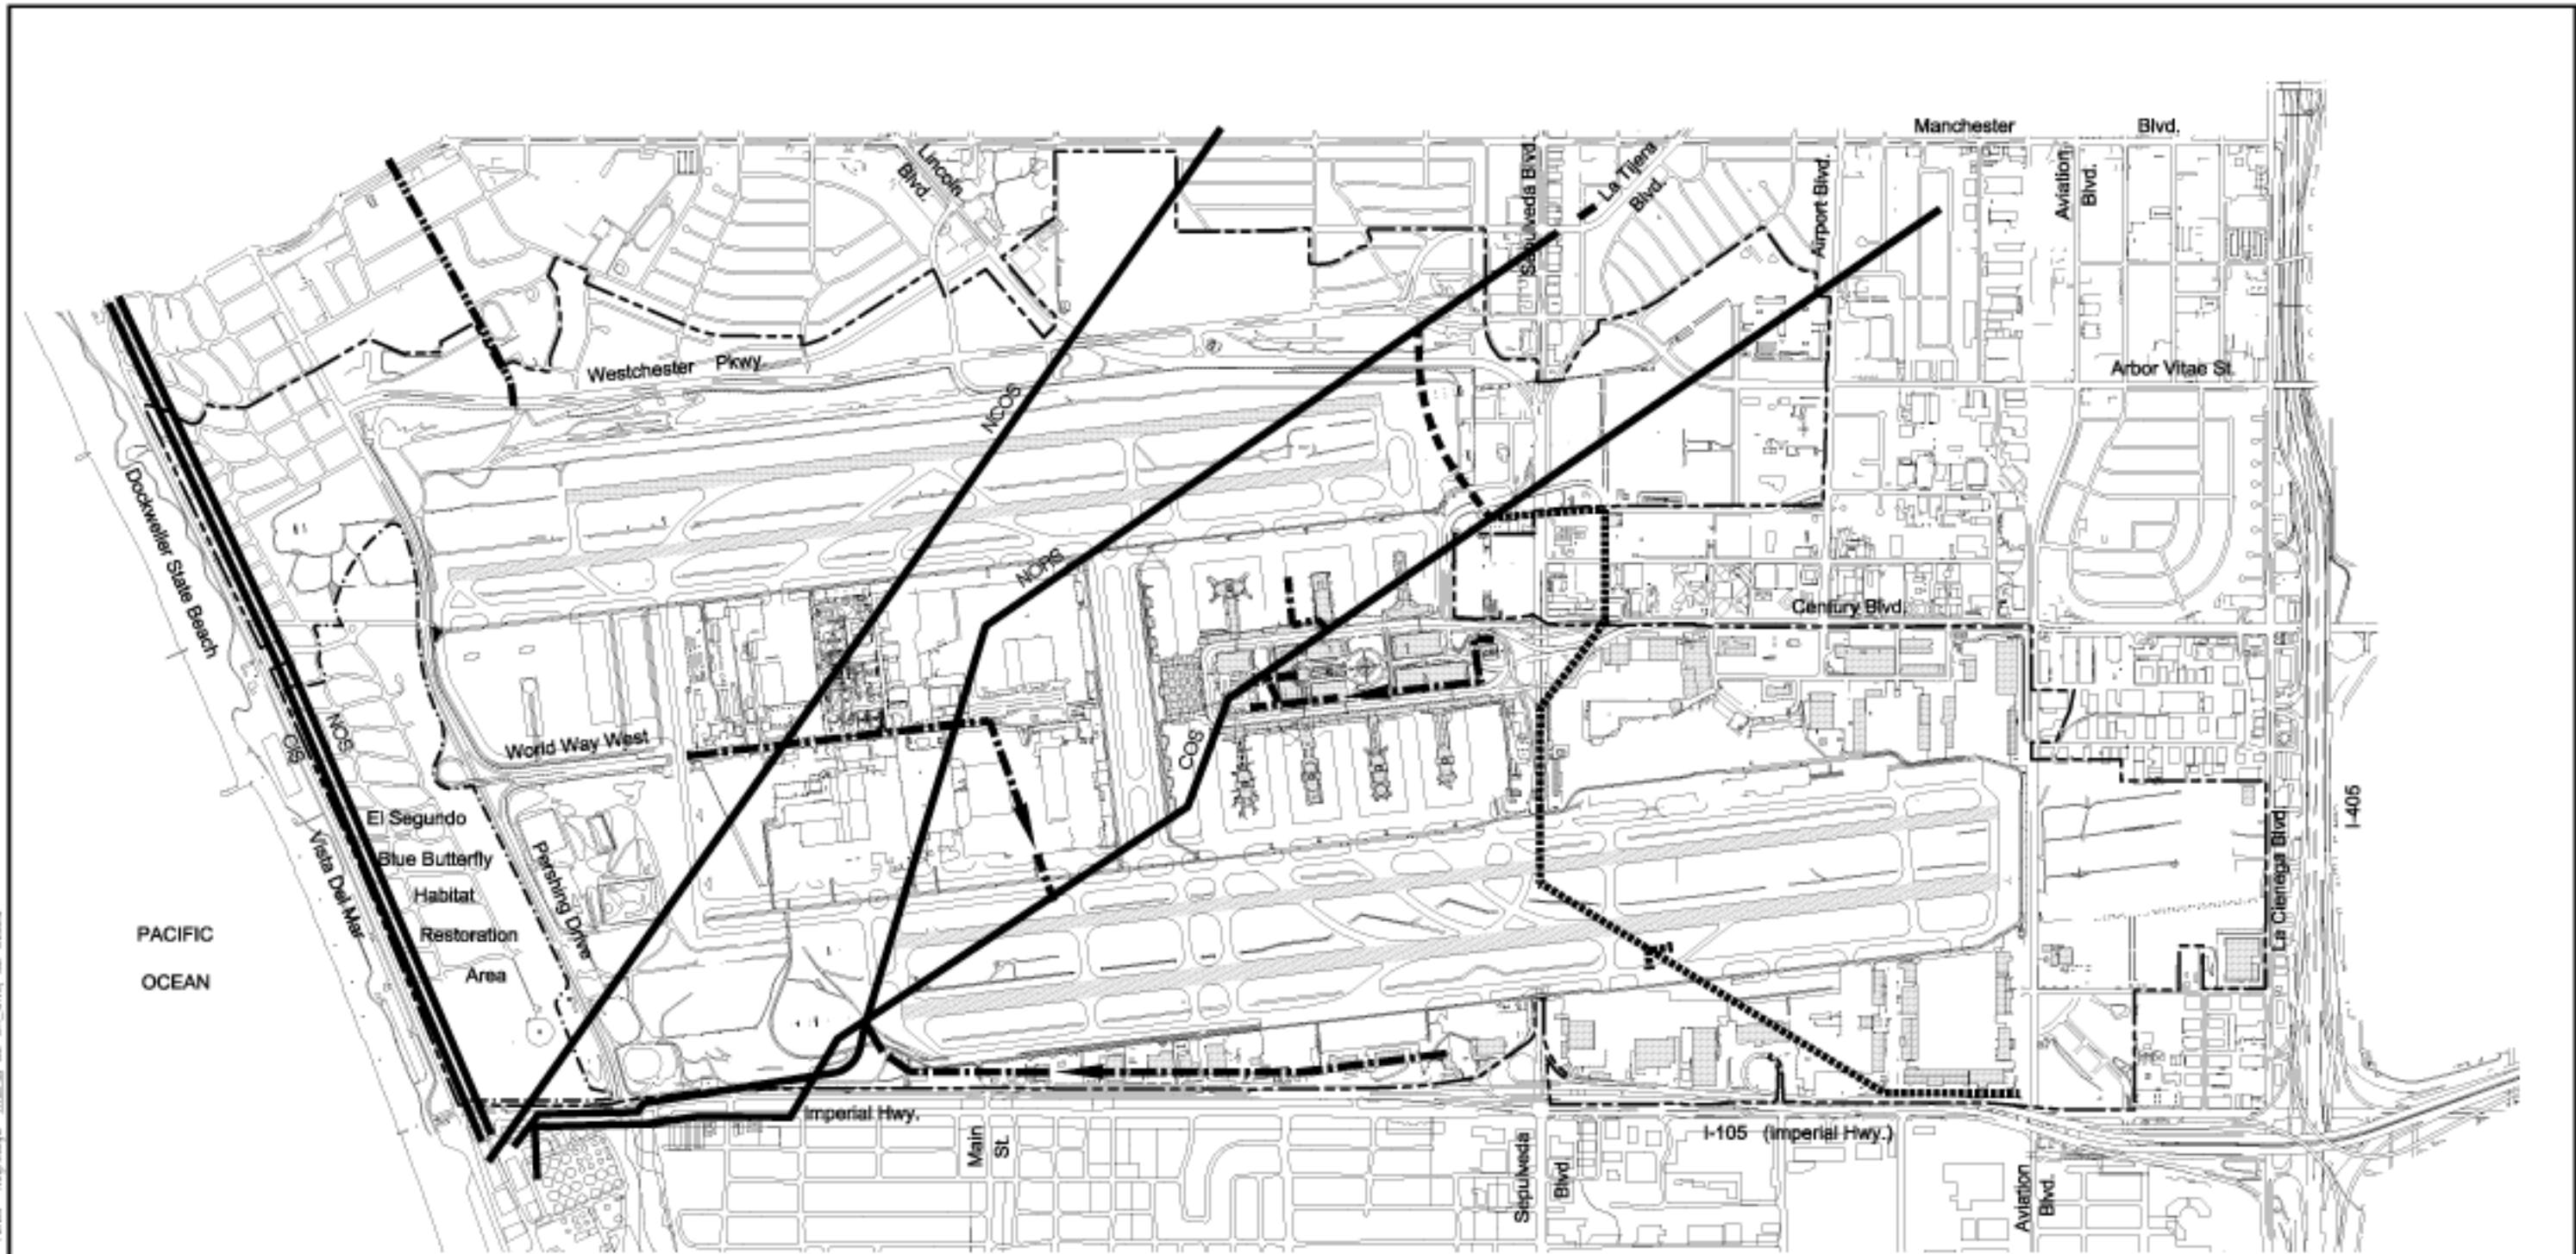 Manchester Blvd.
Lincoln
Blvd.
Sepulveda Blvd.
La Tijera
Blvd.
Airport Blvd.
Aviation
Blvd.
Westchester Pkwy.
Arbor Vitae St.
NCOS
NORS
Dockweiler State Beach
Century Blvd.
NOS
CIS
World Way West
COS
El Segundo
Blue Butterfly
Habitat
Restoration
Area
Vista Del Mar
Pershing Drive
I-405
La Cienega Blvd.
PACIFIC
OCEAN
Imperial Hwy.
Main
St.
I-105 (Imperial Hwy.)
Sepulveda
Blvd.
Aviation
Blvd.